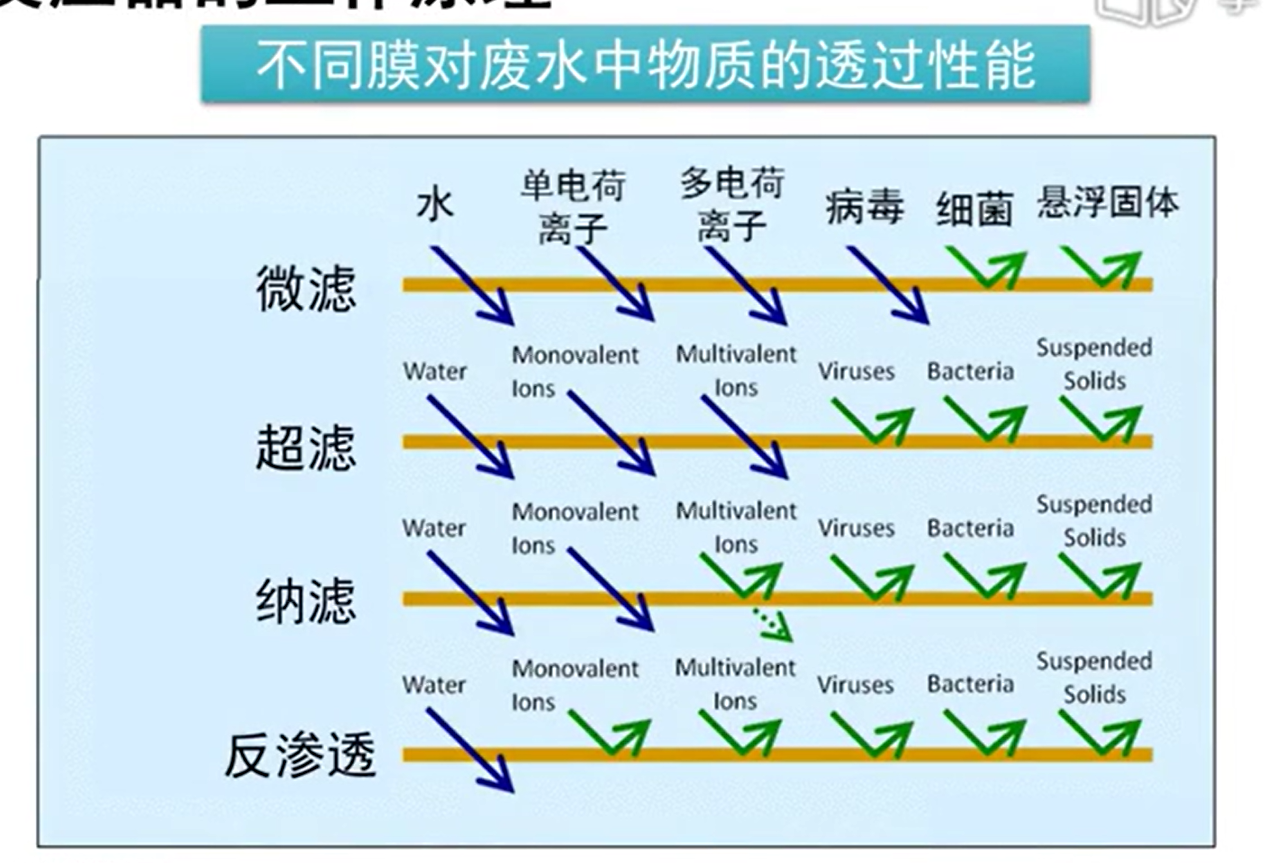 不同膜对废水中物质的透过性能
水 单电荷 多电荷 病毒 细菌 悬浮固体
离子 离子
微滤
Water Monovalent Multivalent Viruses Bacteria Suspended
Ions Ions Solids
超滤
Water Monovalent Multivalent Viruses Bacteria Suspended
Ions Ions Solids
纳滤
Water Monovalent Multivalent Viruses Bacteria Suspended
Ions Ions Solids
反渗透